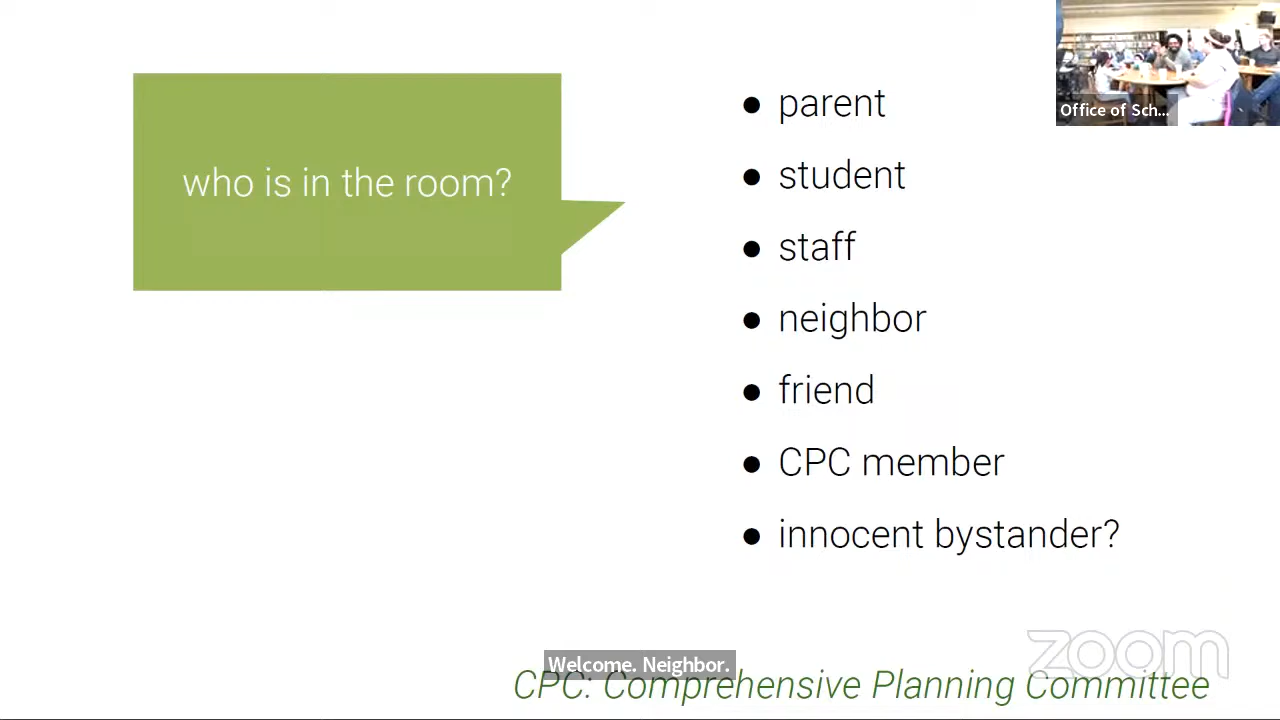 who is in the room?
● parent
● student
● staff
● neighbor
● friend
● CPC member
● innocent bystander?
Office of Sch...
Welcome. Neighbor.
CPC: Comprehensive Planning Committee
zoom